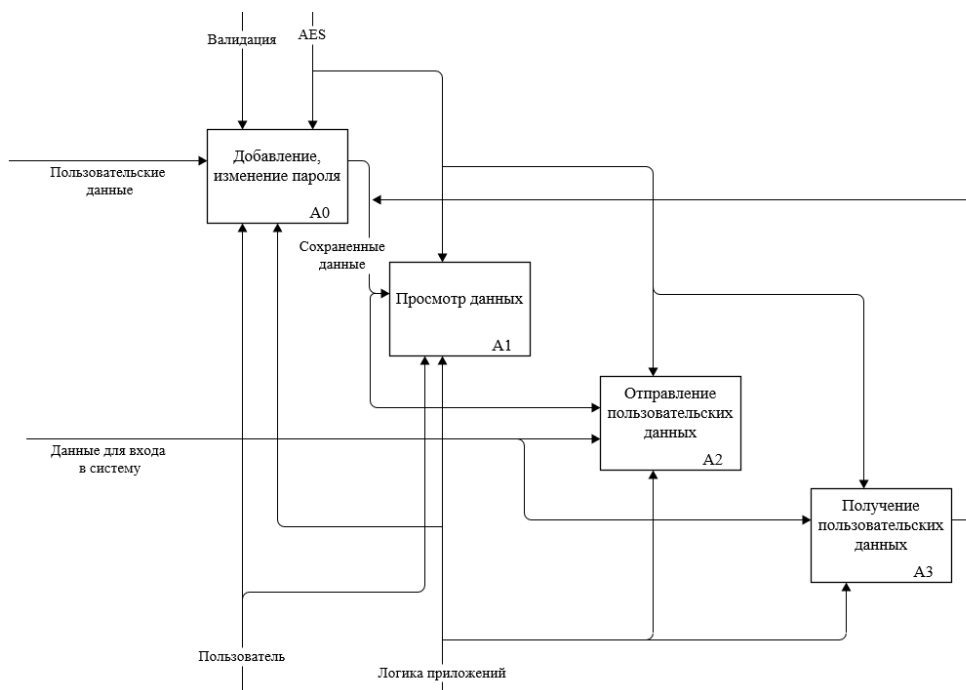 Валидация
AES
Добавление,
изменение пароля
A0
Пользовательские
данные
Сохраненные
данные
Просмотр данных
A1
Отправление
пользовательских
данных
A2
Данные для входа
в систему
Получение
пользовательских
данных
A3
Пользователь
Логика приложений